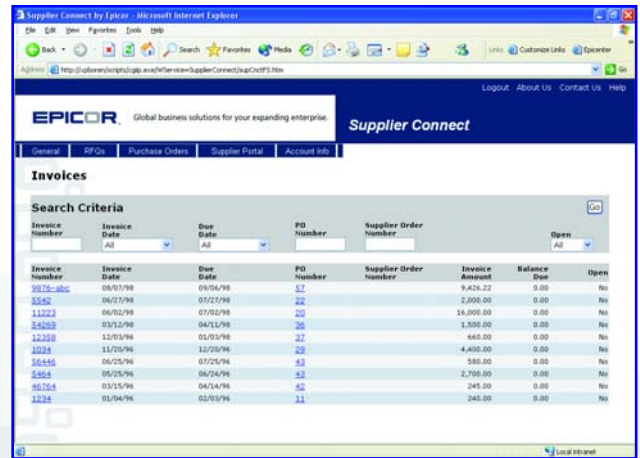 Supplier Connect by Epicor - Microsoft Internet Explorer
File Edit View Favorites Tools Help
Back Search Favorites Media Links Customize Links Epicenter
Address http://vpboren/scripts/cgiip.exe/WService=SupplierConnect/supCnctFS.htm Go
Logout About Us Contact Us Help
EPICOR Global business solutions for your expanding enterprise. Supplier Connect
General RFQs Purchase Orders Supplier Portal Account Info
Invoices
Search Criteria Go
Invoice Number Invoice Date Due Date PO Number Supplier Order Number Open
All All All
Invoice Number Invoice Date Due Date PO Number Supplier Order Number Invoice Amount Balance Due Open
9876-abc 08/07/98 09/06/98 57 9,426.22 0.00 No
5542 06/27/98 07/27/98 22 2,000.00 0.00 No
11223 06/02/98 07/02/98 20 16,000.00 0.00 No
54269 03/12/98 04/11/98 36 1,500.00 0.00 No
12358 12/03/96 01/03/98 37 660.00 0.00 No
1034 11/20/96 12/20/96 29 4,400.00 0.00 No
56446 06/25/96 07/25/96 43 580.00 0.00 No
5464 05/25/96 06/24/96 43 2,700.00 0.00 No
46764 03/15/96 04/14/96 42 245.00 0.00 No
1234 01/04/96 02/03/96 11 240.00 0.00 No
Local intranet